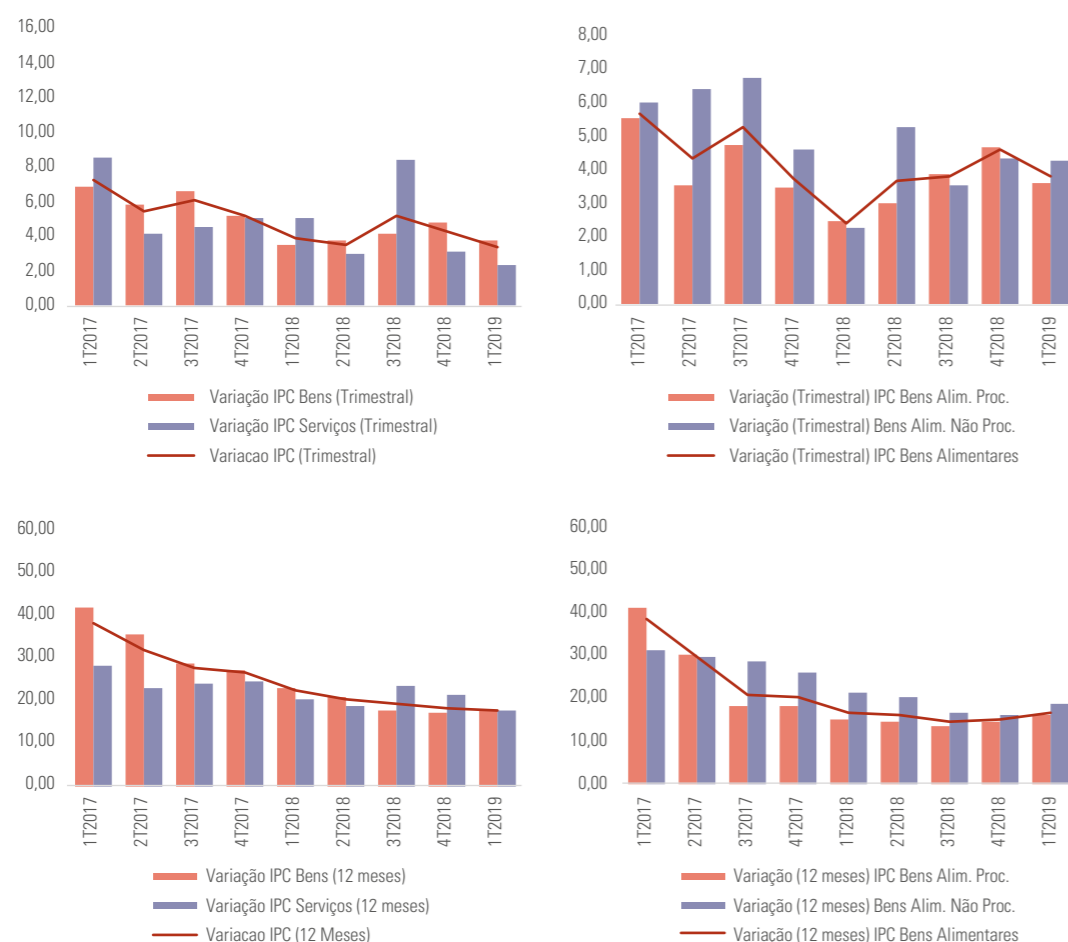 16,00
14,00
12,00
10,00
8,00
6,00
4,00
2,00
0,00
1T2017
2T2017
3T2017
4T2017
1T2018
2T2018
3T2018
4T2018
1T2019
Variação IPC Bens (Trimestral)
Variação IPC Serviços (Trimestral)
Variacao IPC (Trimestral)
8,00
7,00
6,00
5,00
4,00
3,00
2,00
1,00
0,00
1T2017
2T2017
3T2017
4T2017
1T2018
2T2018
3T2018
4T2018
1T2019
Variação (Trimestral) IPC Bens Alim. Proc.
Variação (Trimestral) Bens Alim. Não Proc.
Variação (Trimestral) IPC Bens Alimentares
60,00
50,00
40,00
30,00
20,00
10,00
0,00
1T2017
2T2017
3T2017
4T2017
1T2018
2T2018
3T2018
4T2018
1T2019
Variação IPC Bens (12 meses)
Variação IPC Serviços (12 meses)
Variacao IPC (12 Meses)
60,00
50,00
40,00
30,00
20,00
10,00
0,00
1T2017
2T2017
3T2017
4T2017
1T2018
2T2018
3T2018
4T2018
1T2019
Variação (12 meses) IPC Bens Alim. Proc.
Variação (12 meses) Bens Alim. Não Proc.
Variação (12 meses) IPC Bens Alimentares